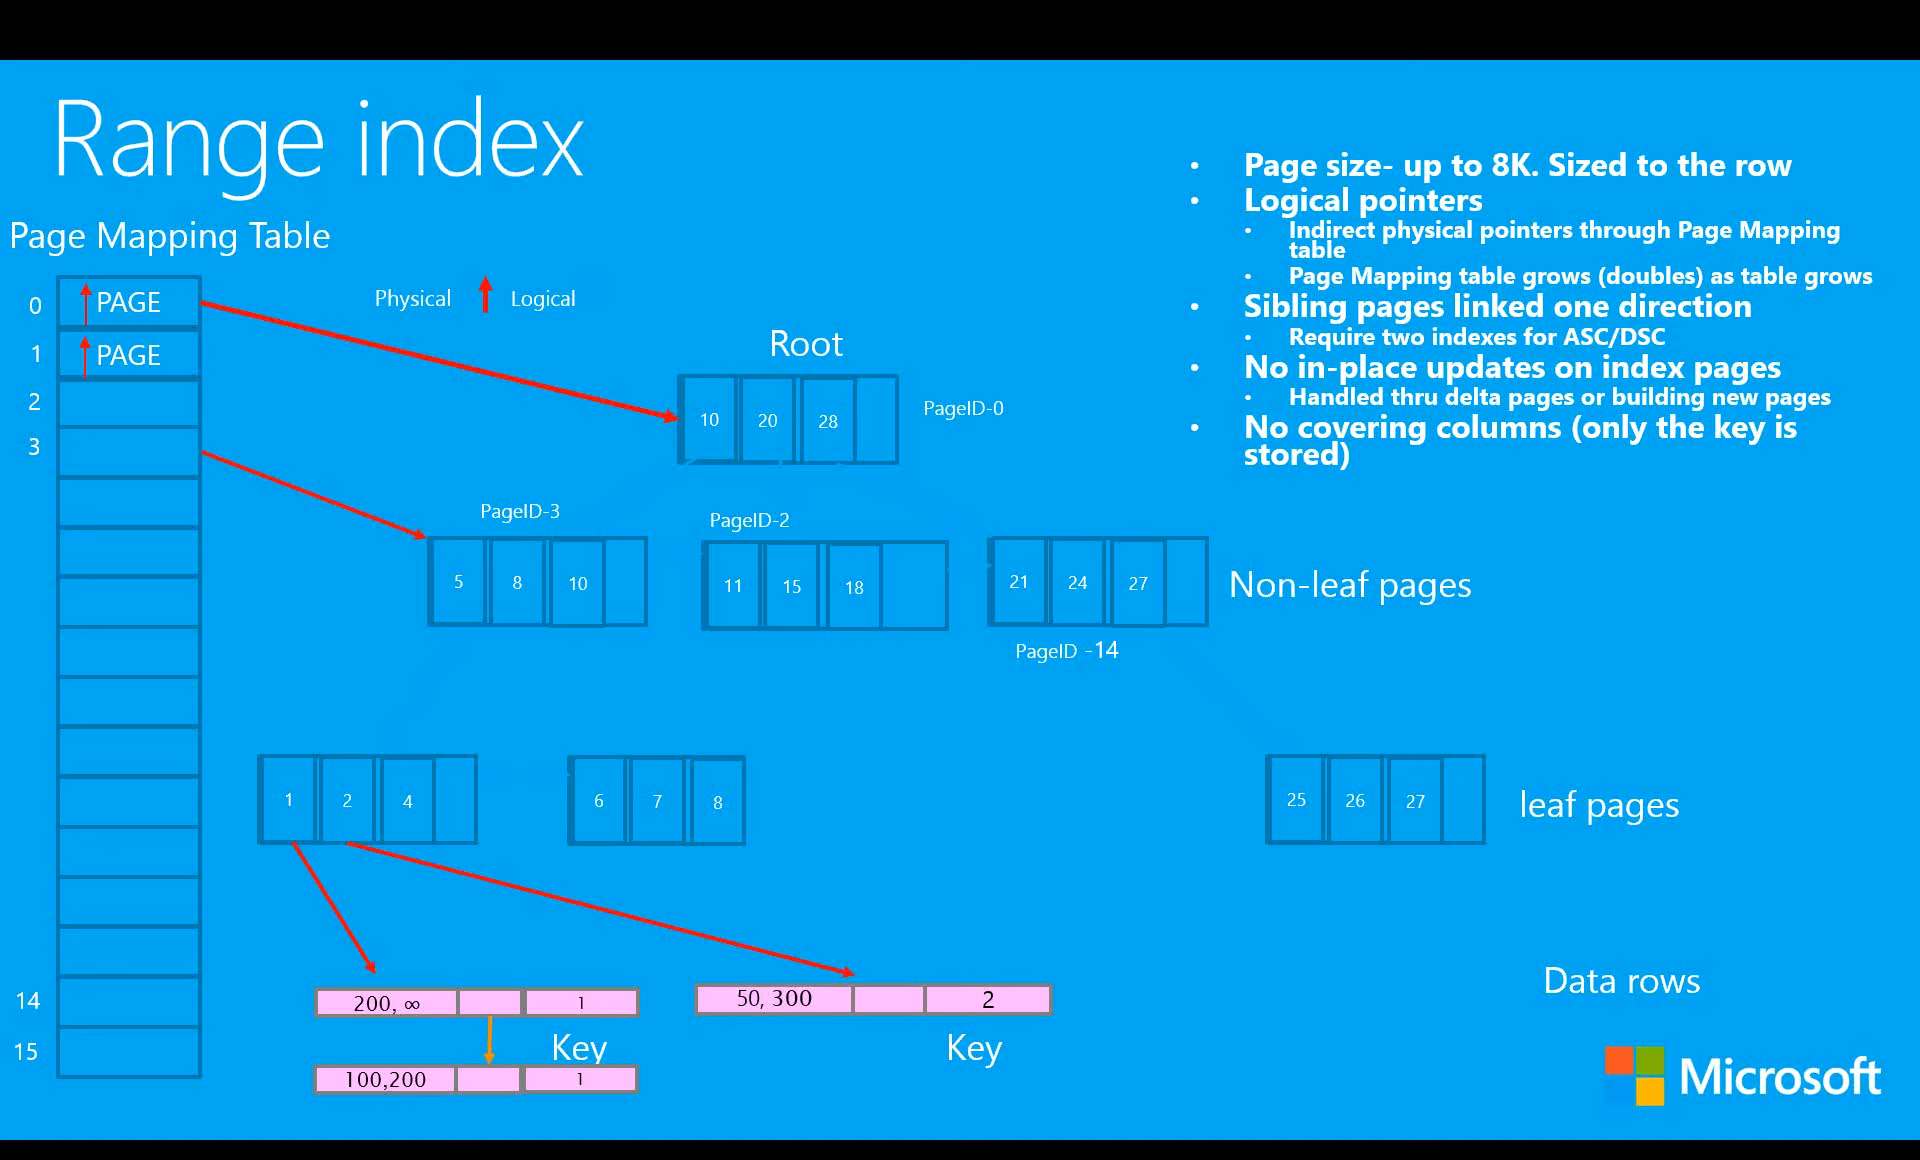 Range index
Page Mapping Table
0 PAGE
1 PAGE
2
3
14
15
Physical Logical
Root
10 20 28
PageID-0
PageID-3
5 8 10
PageID-2
11 15 18
21 24 27
PageID -14
Non-leaf pages
1 2 4
6 7 8
25 26 27
leaf pages
200, ∞ 1
Key
100,200 1
50, 300 2
Key
Data rows
• Page size- up to 8K. Sized to the row
• Logical pointers
• Indirect physical pointers through Page Mapping
table
• Page Mapping table grows (doubles) as table grows
• Sibling pages linked one direction
• Require two indexes for ASC/DSC
• No in-place updates on index pages
• Handled thru delta pages or building new pages
• No covering columns (only the key is
stored)
Microsoft